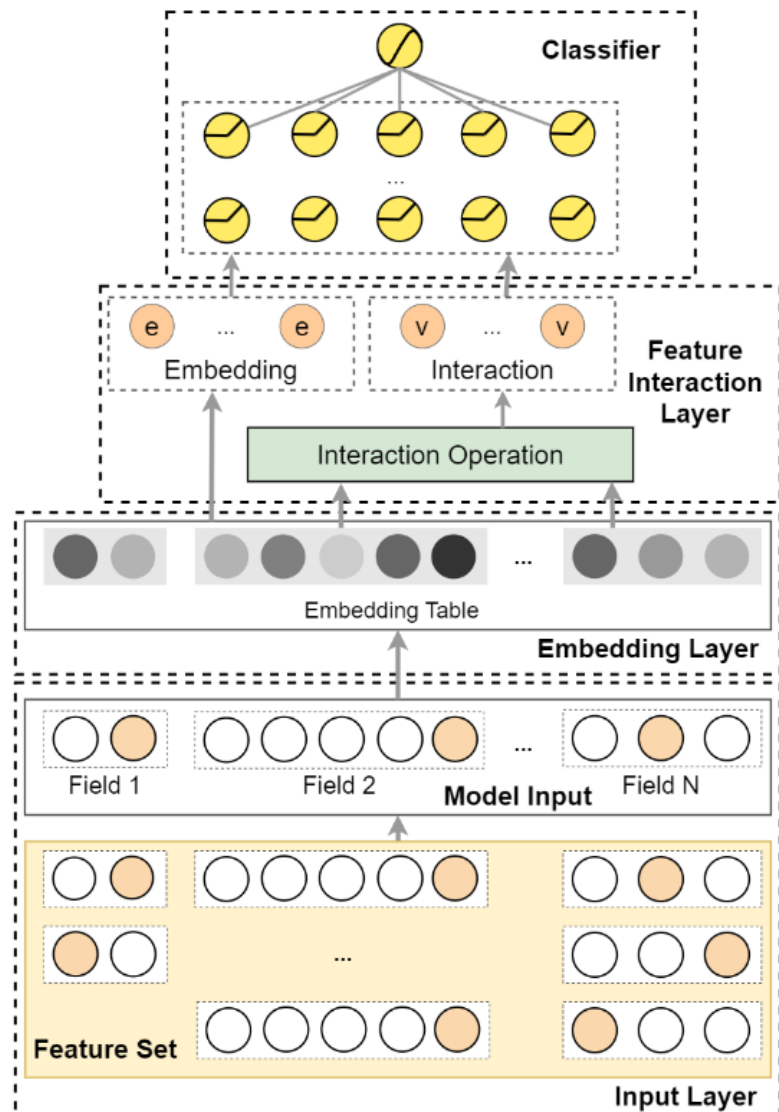 Classifier
...
e ... e
v ... v
Embedding
Interaction
Feature
Interaction
Layer
Interaction Operation
...
Embedding Table
Embedding Layer
...
Field 1
Field 2
Field N
Model Input
...
Feature Set
Input Layer